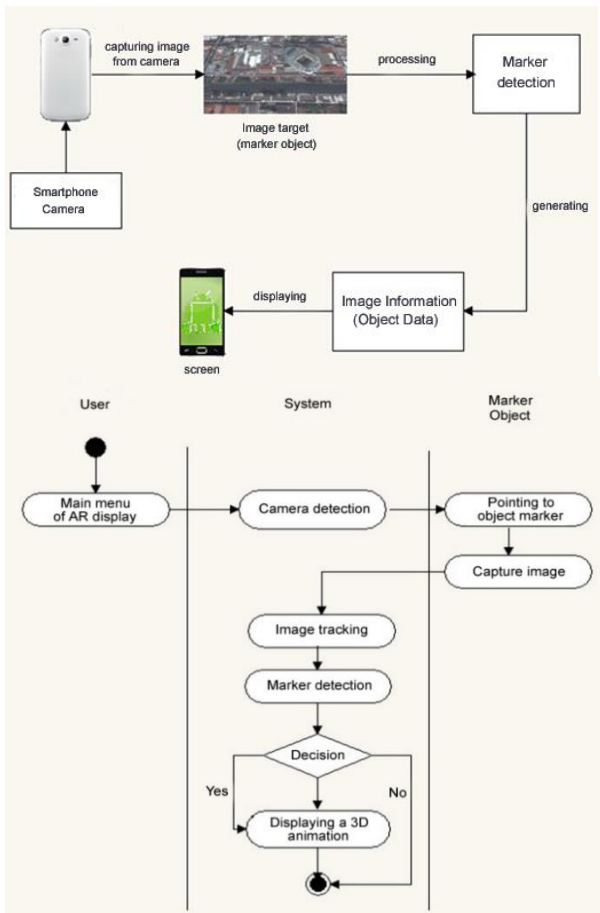 capturing image
from camera
processing
Marker
detection
Image target
(marker object)
Smartphone
Camera
generating
displaying
Image Information
(Object Data)
screen
User
System
Marker
Object
Main menu
of AR display
Camera detection
Pointing to
object marker
Capture image
Image tracking
Marker detection
Decision
Yes
No
Displaying a 3D
animation